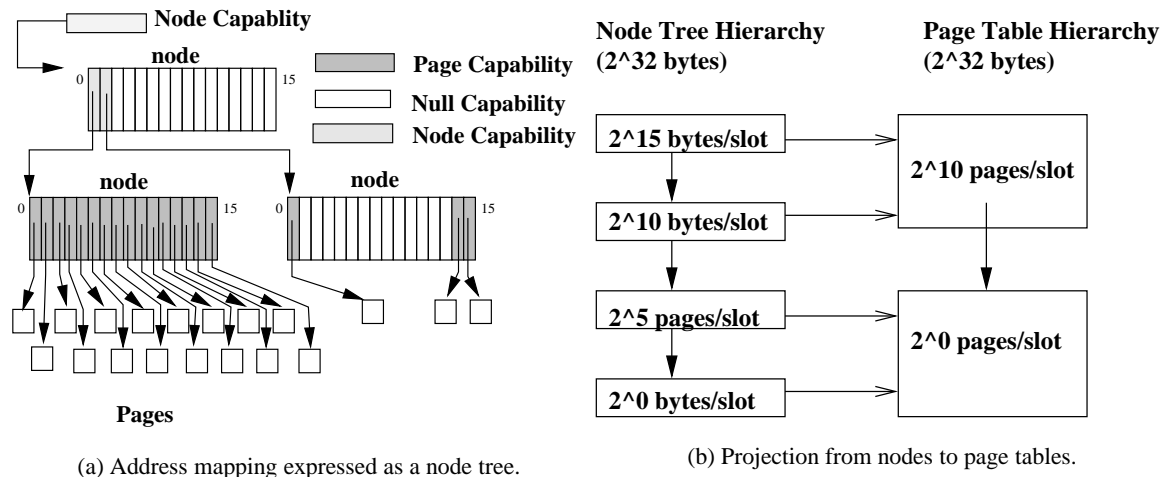 Node Capablity
node
0
15
Page Capability
Null Capability
Node Capability
node
0
15
node
0
15
Pages
(a) Address mapping expressed as a node tree.
Node Tree Hierarchy
(2^32 bytes)
Page Table Hierarchy
(2^32 bytes)
2^15 bytes/slot
2^10 pages/slot
2^10 bytes/slot
2^5 pages/slot
2^0 pages/slot
2^0 bytes/slot
(b) Projection from nodes to page tables.